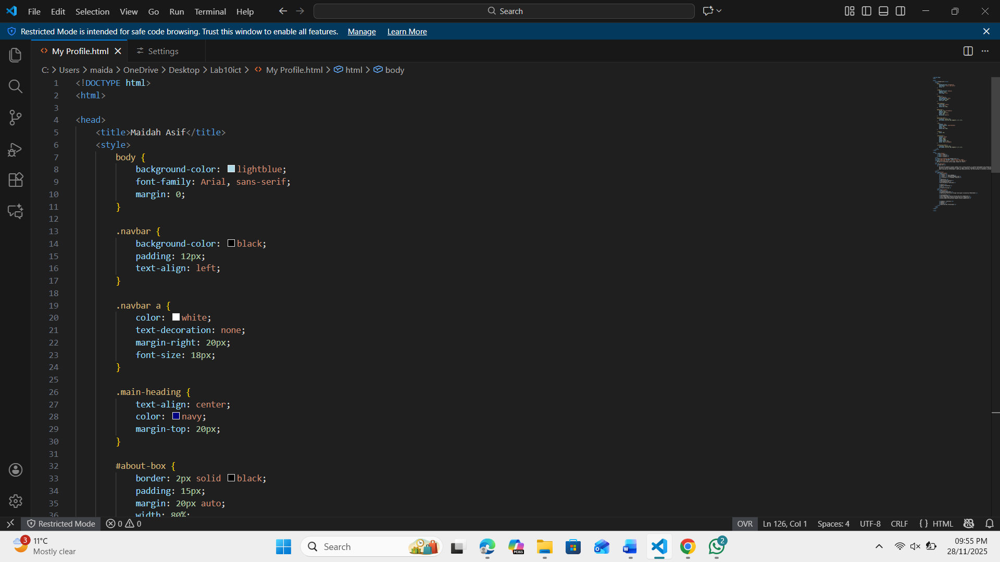 File Edit Selection View Go Run Terminal Help Search
Restricted Mode is intended for safe code browsing. Trust this window to enable all features. Manage Learn More
My Profile.html Settings
C: > Users > maida > OneDrive > Desktop > Lab10ict > My Profile.html > html > body
1 <!DOCTYPE html>
2 <html>
3
4 <head>
5 <title>Maidah Asif</title>
6 <style>
7 body {
8 background-color: lightblue;
9 font-family: Arial, sans-serif;
10 margin: 0;
11 }
12
13 .navbar {
14 background-color: black;
15 padding: 12px;
16 text-align: left;
17 }
18
19 .navbar a {
20 color: white;
21 text-decoration: none;
22 margin-right: 20px;
23 font-size: 18px;
24 }
25
26 .main-heading {
27 text-align: center;
28 color: navy;
29 margin-top: 20px;
30 }
31
32 #about-box {
33 border: 2px solid black;
34 padding: 15px;
35 margin: 20px auto;
36 width: 80%;
Restricted Mode 0 0 OVR Ln 126, Col 1 Spaces: 4 UTF-8 CRLF { } HTML
3 11°C
Mostly clear
Search
M365
W
2
09:55 PM
28/11/2025